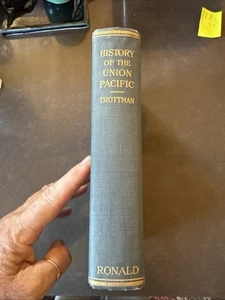 HISTORY
OF THE
UNION
PACIFIC
TROTTMAN
RONALD